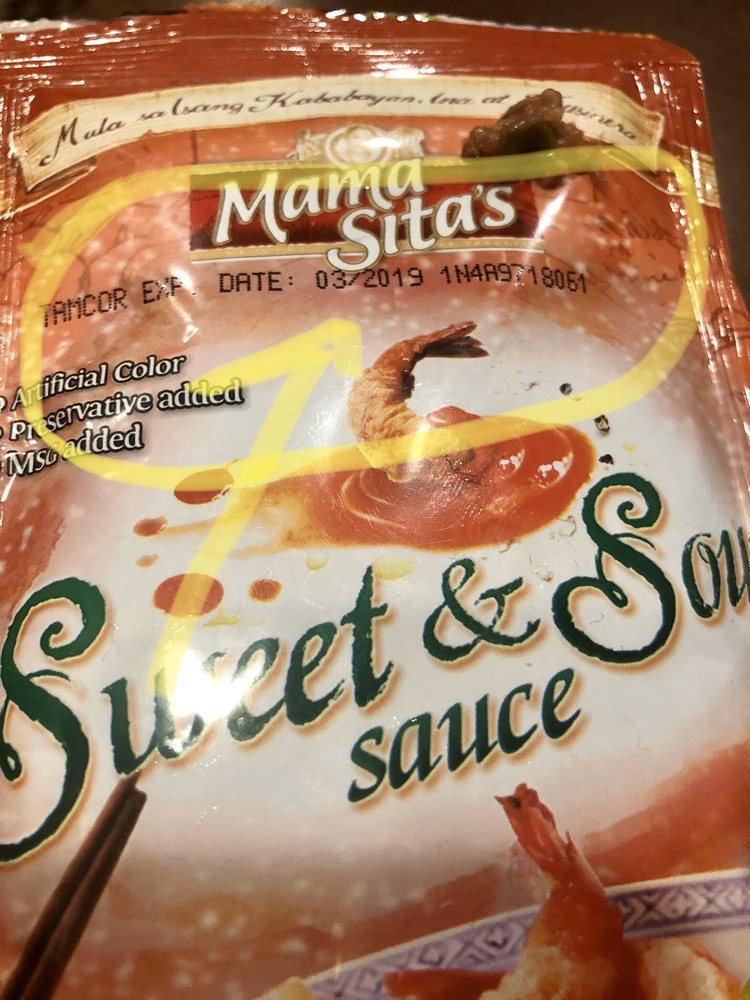 Mula sa Isang Kababayan, Ina at
Mama
Sita's
TAMCOR EXP. DATE: 03/2019 1N4A9718061
Artificial Color
Preservative added
MSG added
Sweet & Sou
sauce